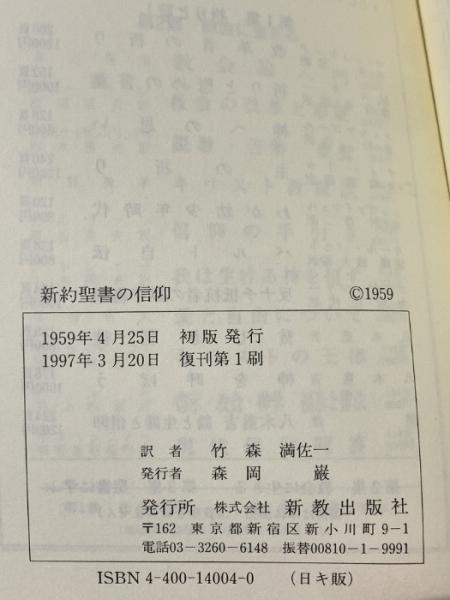 新約聖書の信仰 ©1959
1959年4月25日 初版発行
1997年3月20日 復刊第1刷
訳者 竹森満佐一
発行者 森岡巌
発行所 株式会社 新教出版社
〒162 東京都新宿区新小川町9-1
電話03-3260-6148 振替00810-1-9991
ISBN 4-400-14004-0 (日キ販)